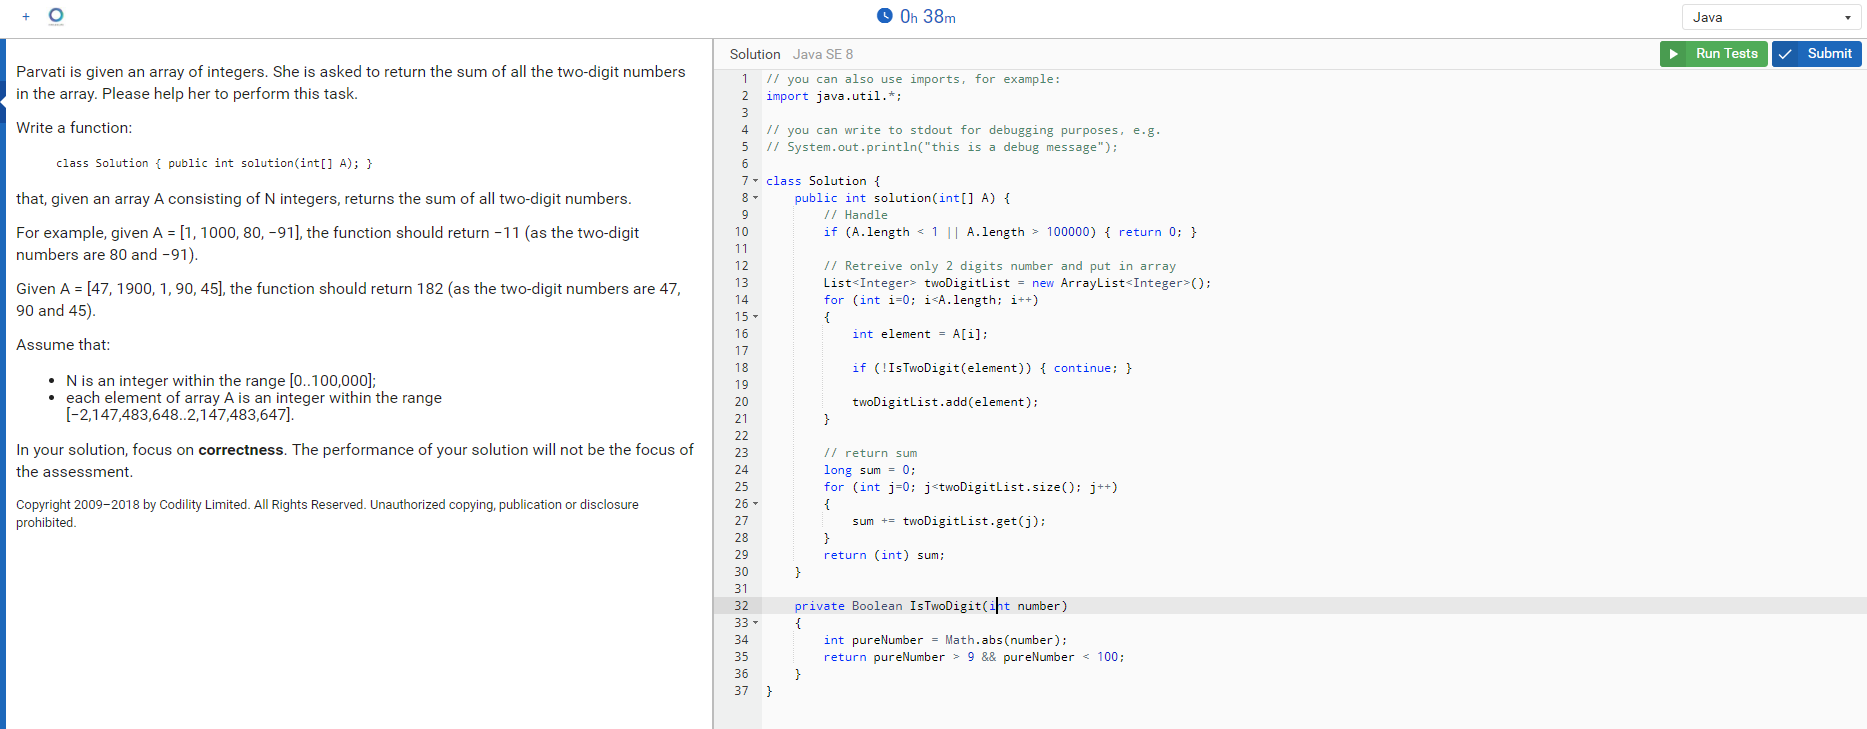 +
0h 38m
Java
Parvati is given an array of integers. She is asked to return the sum of all the two-digit numbers
in the array. Please help her to perform this task.
Write a function:
class Solution { public int solution(int[] A); }
that, given an array A consisting of N integers, returns the sum of all two-digit numbers.
For example, given A = [1, 1000, 80, −91], the function should return −11 (as the two-digit
numbers are 80 and −91).
Given A = [47, 1900, 1, 90, 45], the function should return 182 (as the two-digit numbers are 47,
90 and 45).
Assume that:
• N is an integer within the range [0..100,000];
• each element of array A is an integer within the range
[−2,147,483,648..2,147,483,647].
In your solution, focus on correctness. The performance of your solution will not be the focus of
the assessment.
Copyright 2009–2018 by Codility Limited. All Rights Reserved. Unauthorized copying, publication or disclosure
prohibited.
Solution Java SE 8
Run Tests
Submit
1 // you can also use imports, for example:
2 import java.util.*;
3
4 // you can write to stdout for debugging purposes, e.g.
5 // System.out.println("this is a debug message");
6
7 class Solution {
8 public int solution(int[] A) {
9 // Handle
10 if (A.length < 1 || A.length > 100000) { return 0; }
11
12 // Retreive only 2 digits number and put in array
13 List<Integer> twoDigitList = new ArrayList<Integer>();
14 for (int i=0; i<A.length; i++)
15 {
16 int element = A[i];
17
18 if (!IsTwoDigit(element)) { continue; }
19
20 twoDigitList.add(element);
21 }
22
23 // return sum
24 long sum = 0;
25 for (int j=0; j<twoDigitList.size(); j++)
26 {
27 sum += twoDigitList.get(j);
28 }
29 return (int) sum;
30 }
31
32 private Boolean IsTwoDigit(int number)
33 {
34 int pureNumber = Math.abs(number);
35 return pureNumber > 9 && pureNumber < 100;
36 }
37 }